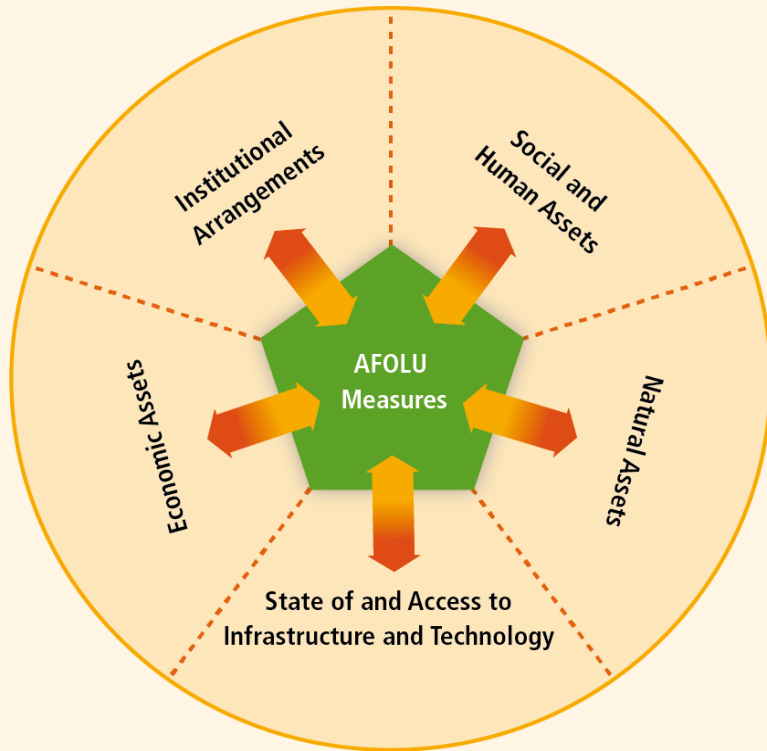 Institutional
Arrangements
Social and
Human Assets
AFOLU
Measures
Economic Assets
Natural Assets
State of and Access to
Infrastructure and Technology